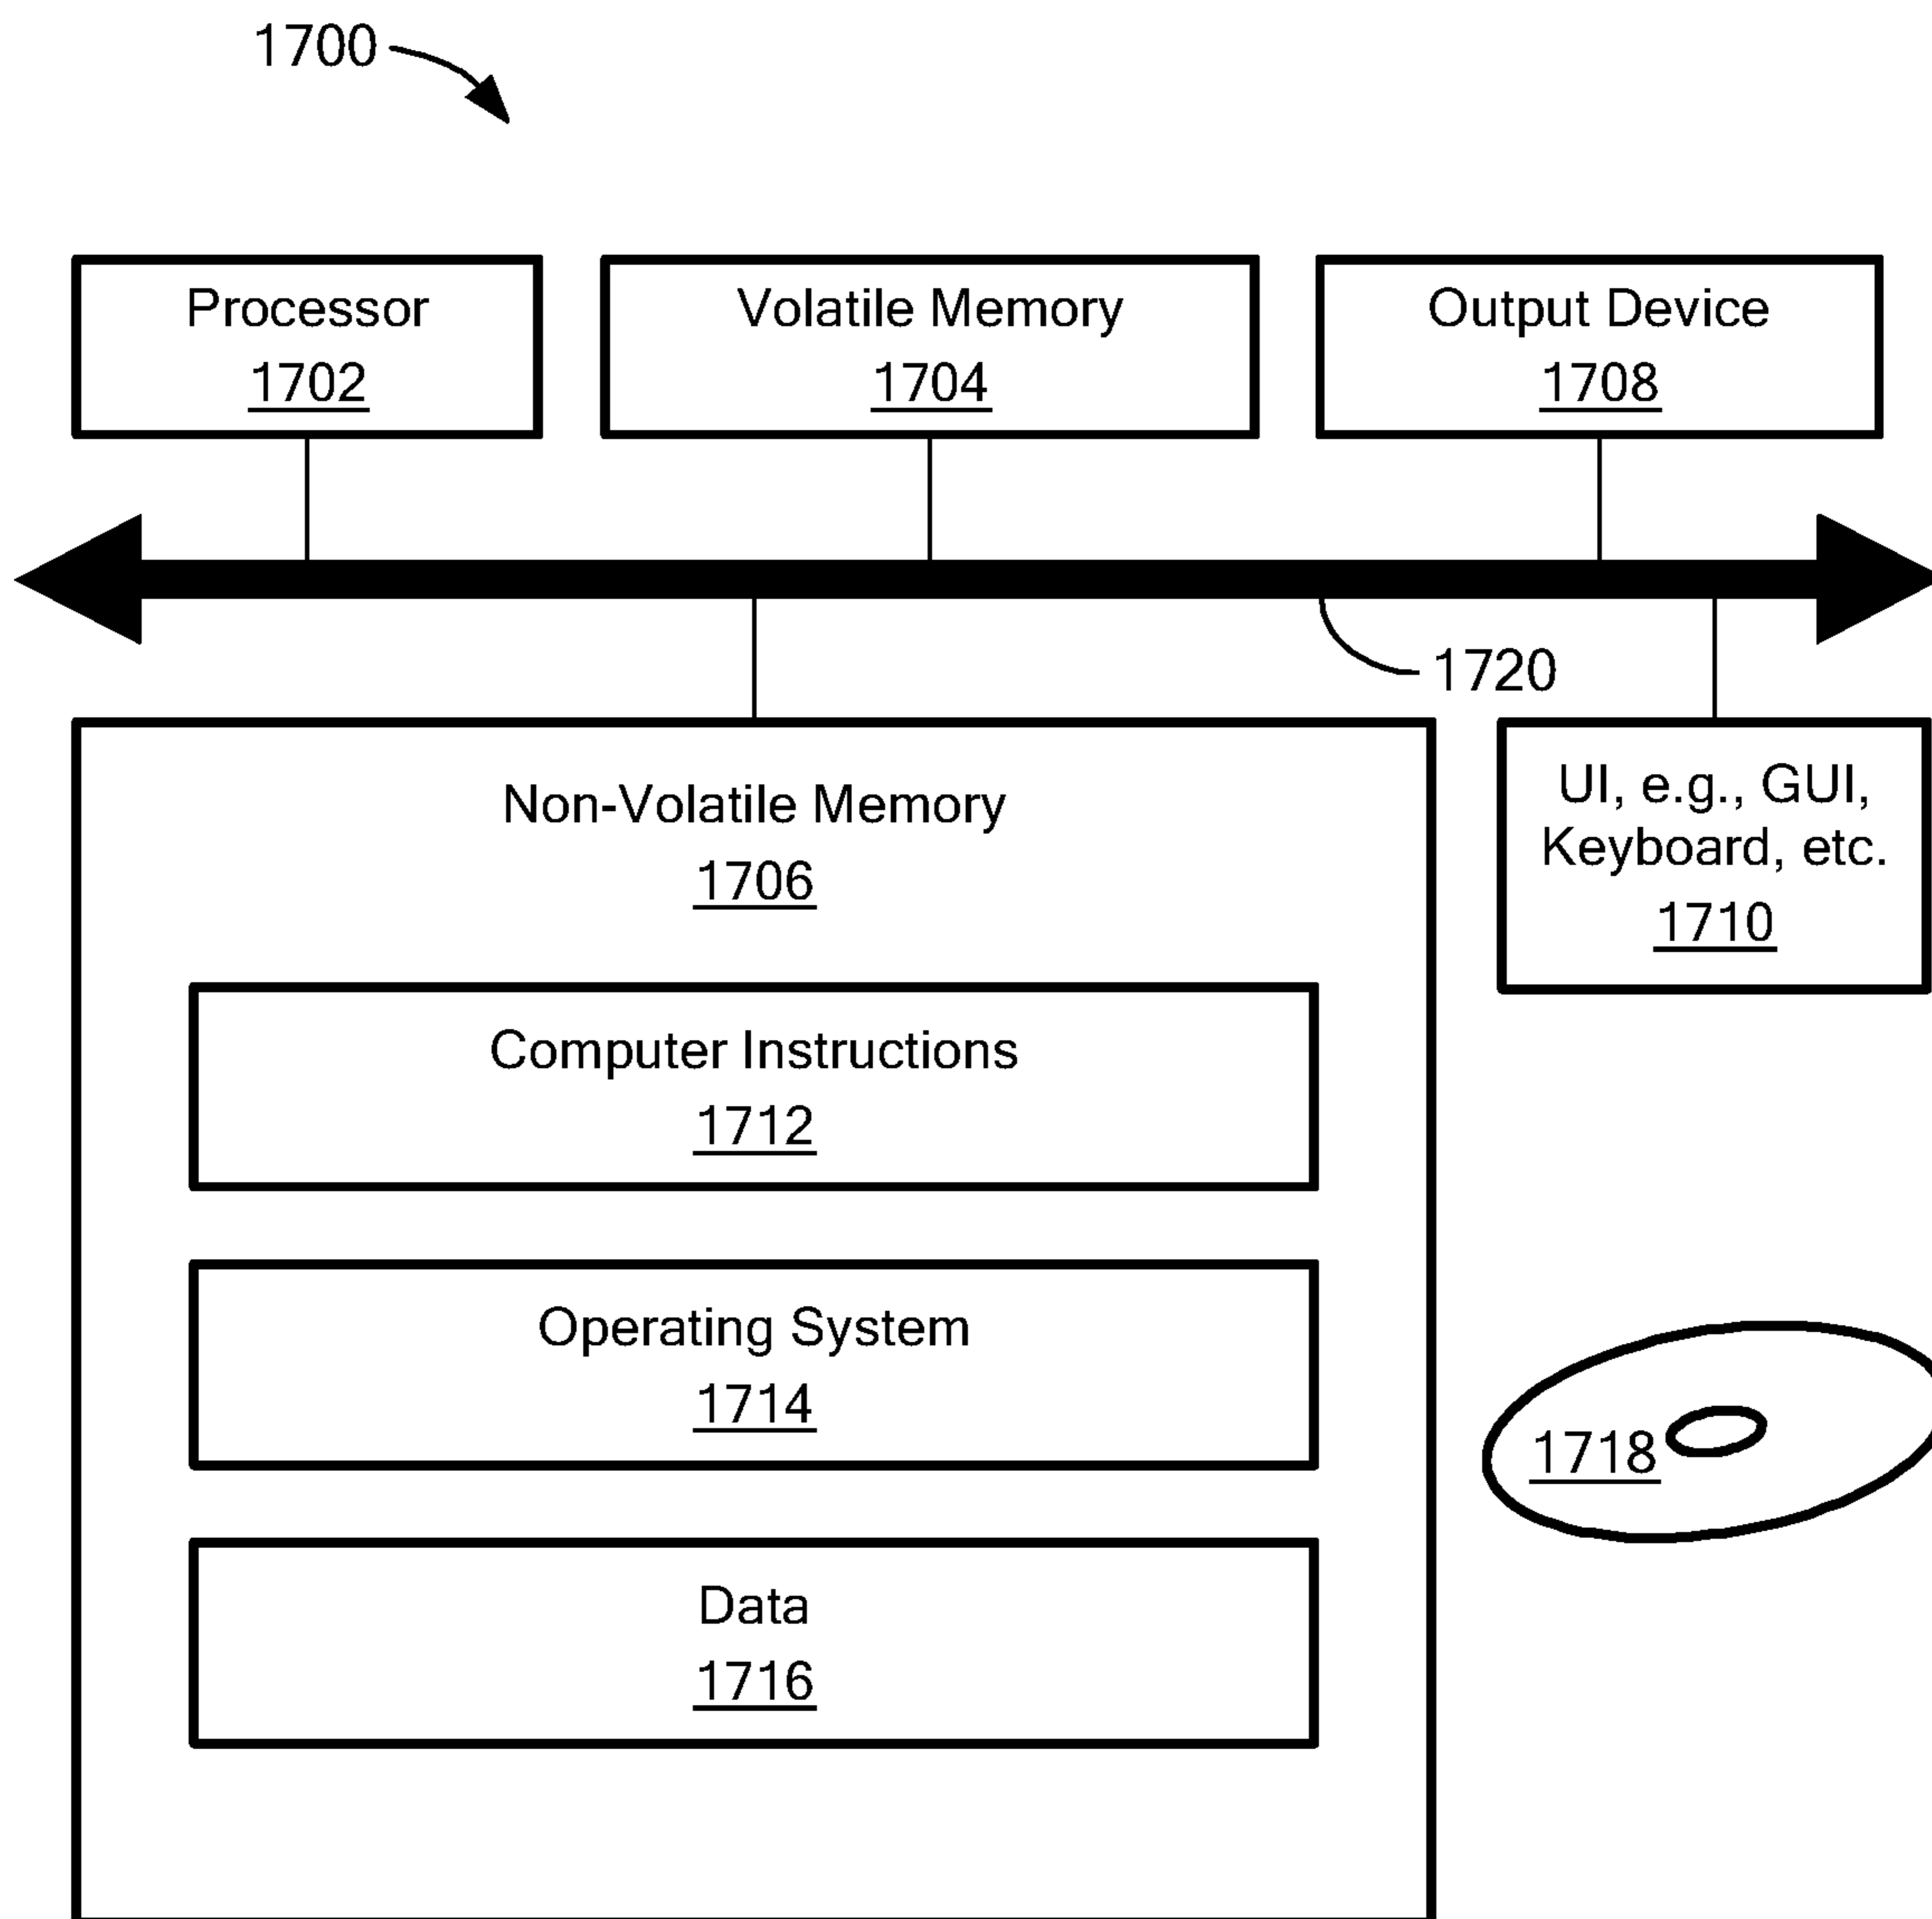 1700
Processor
1702
Volatile Memory
1704
Output Device
1708
1720
Non-Volatile Memory
1706
UI, e.g., GUI,
Keyboard, etc.
1710
Computer Instructions
1712
Operating System
1714
1718
Data
1716